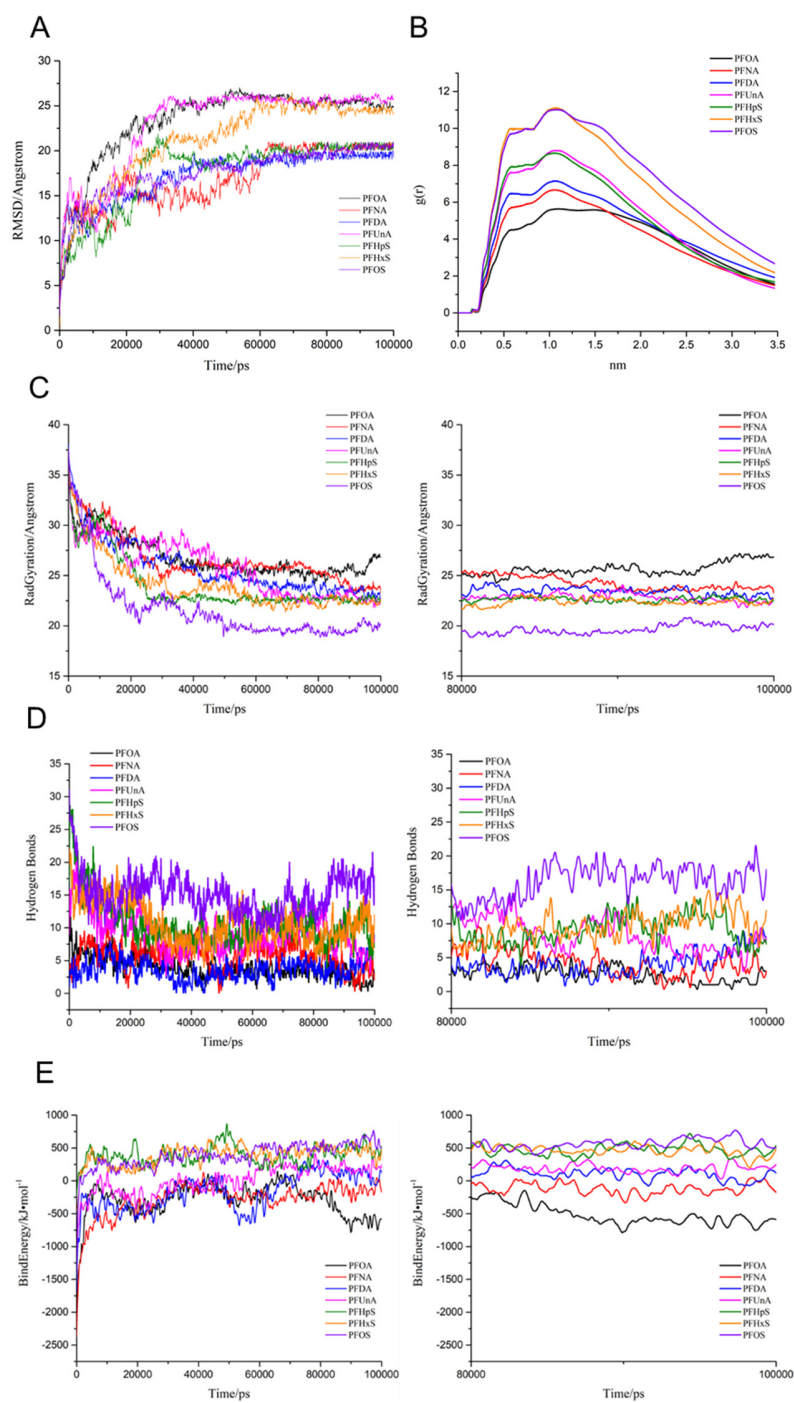 A
30
25
20
15
10
5
0
RMSD/Angstrom
0 20000 40000 60000 80000 100000
Time/ps
PFOA
PFNA
PFDA
PFUnA
PFHpS
PFHxS
PFOS
B
12
10
8
6
4
2
0
g(r)
0.0 0.5 1.0 1.5 2.0 2.5 3.0 3.5
nm
PFOA
PFNA
PFDA
PFUnA
PFHpS
PFHxS
PFOS
C
40
35
30
25
20
15
RadGyration/Angstrom
0 20000 40000 60000 80000 100000
Time/ps
PFOA
PFNA
PFDA
PFUnA
PFHpS
PFHxS
PFOS
40
35
30
25
20
15
RadGyration/Angstrom
80000 100000
Time/ps
PFOA
PFNA
PFDA
PFUnA
PFHpS
PFHxS
PFOS
D
35
30
25
20
15
10
5
0
Hydrogen Bonds
0 20000 40000 60000 80000 100000
Time/ps
PFOA
PFNA
PFDA
PFUnA
PFHpS
PFHxS
PFOS
35
30
25
20
15
10
5
0
Hydrogen Bonds
80000 100000
Time/ps
PFOA
PFNA
PFDA
PFUnA
PFHpS
PFHxS
PFOS
E
1000
500
0
-500
-1000
-1500
-2000
-2500
BindEnergy/kJ•mol⁻¹
0 20000 40000 60000 80000 100000
Time/ps
PFOA
PFNA
PFDA
PFUnA
PFHpS
PFHxS
PFOS
1000
500
0
-500
-1000
-1500
-2000
-2500
BindEnergy/kJ•mol⁻¹
80000 100000
Time/ps
PFOA
PFNA
PFDA
PFUnA
PFHpS
PFHxS
PFOS